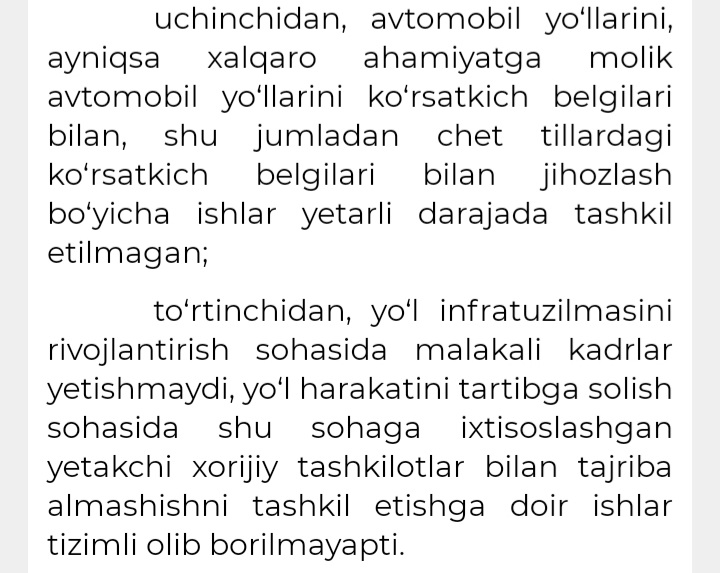 uchinchidan, avtomobil yo‘llarini,
ayniqsa xalqaro ahamiyatga molik
avtomobil yo‘llarini ko‘rsatkich belgilari
bilan, shu jumladan chet tillardagi
ko‘rsatkich belgilari bilan jihozlash
bo‘yicha ishlar yetarli darajada tashkil
etilmagan;
to‘rtinchidan, yo‘l infratuzilmasini
rivojlantirish sohasida malakali kadrlar
yetishmaydi, yo‘l harakatini tartibga solish
sohasida shu sohaga ixtisoslashgan
yetakchi xorijiy tashkilotlar bilan tajriba
almashishni tashkil etishga doir ishlar
tizimli olib borilmayapti.